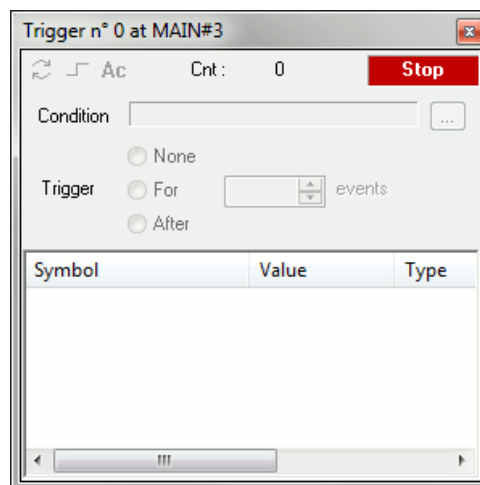 Trigger n° 0 at MAIN#3
Ac Cnt : 0 Stop
Condition ...
None
Trigger For events
After
Symbol Value Type